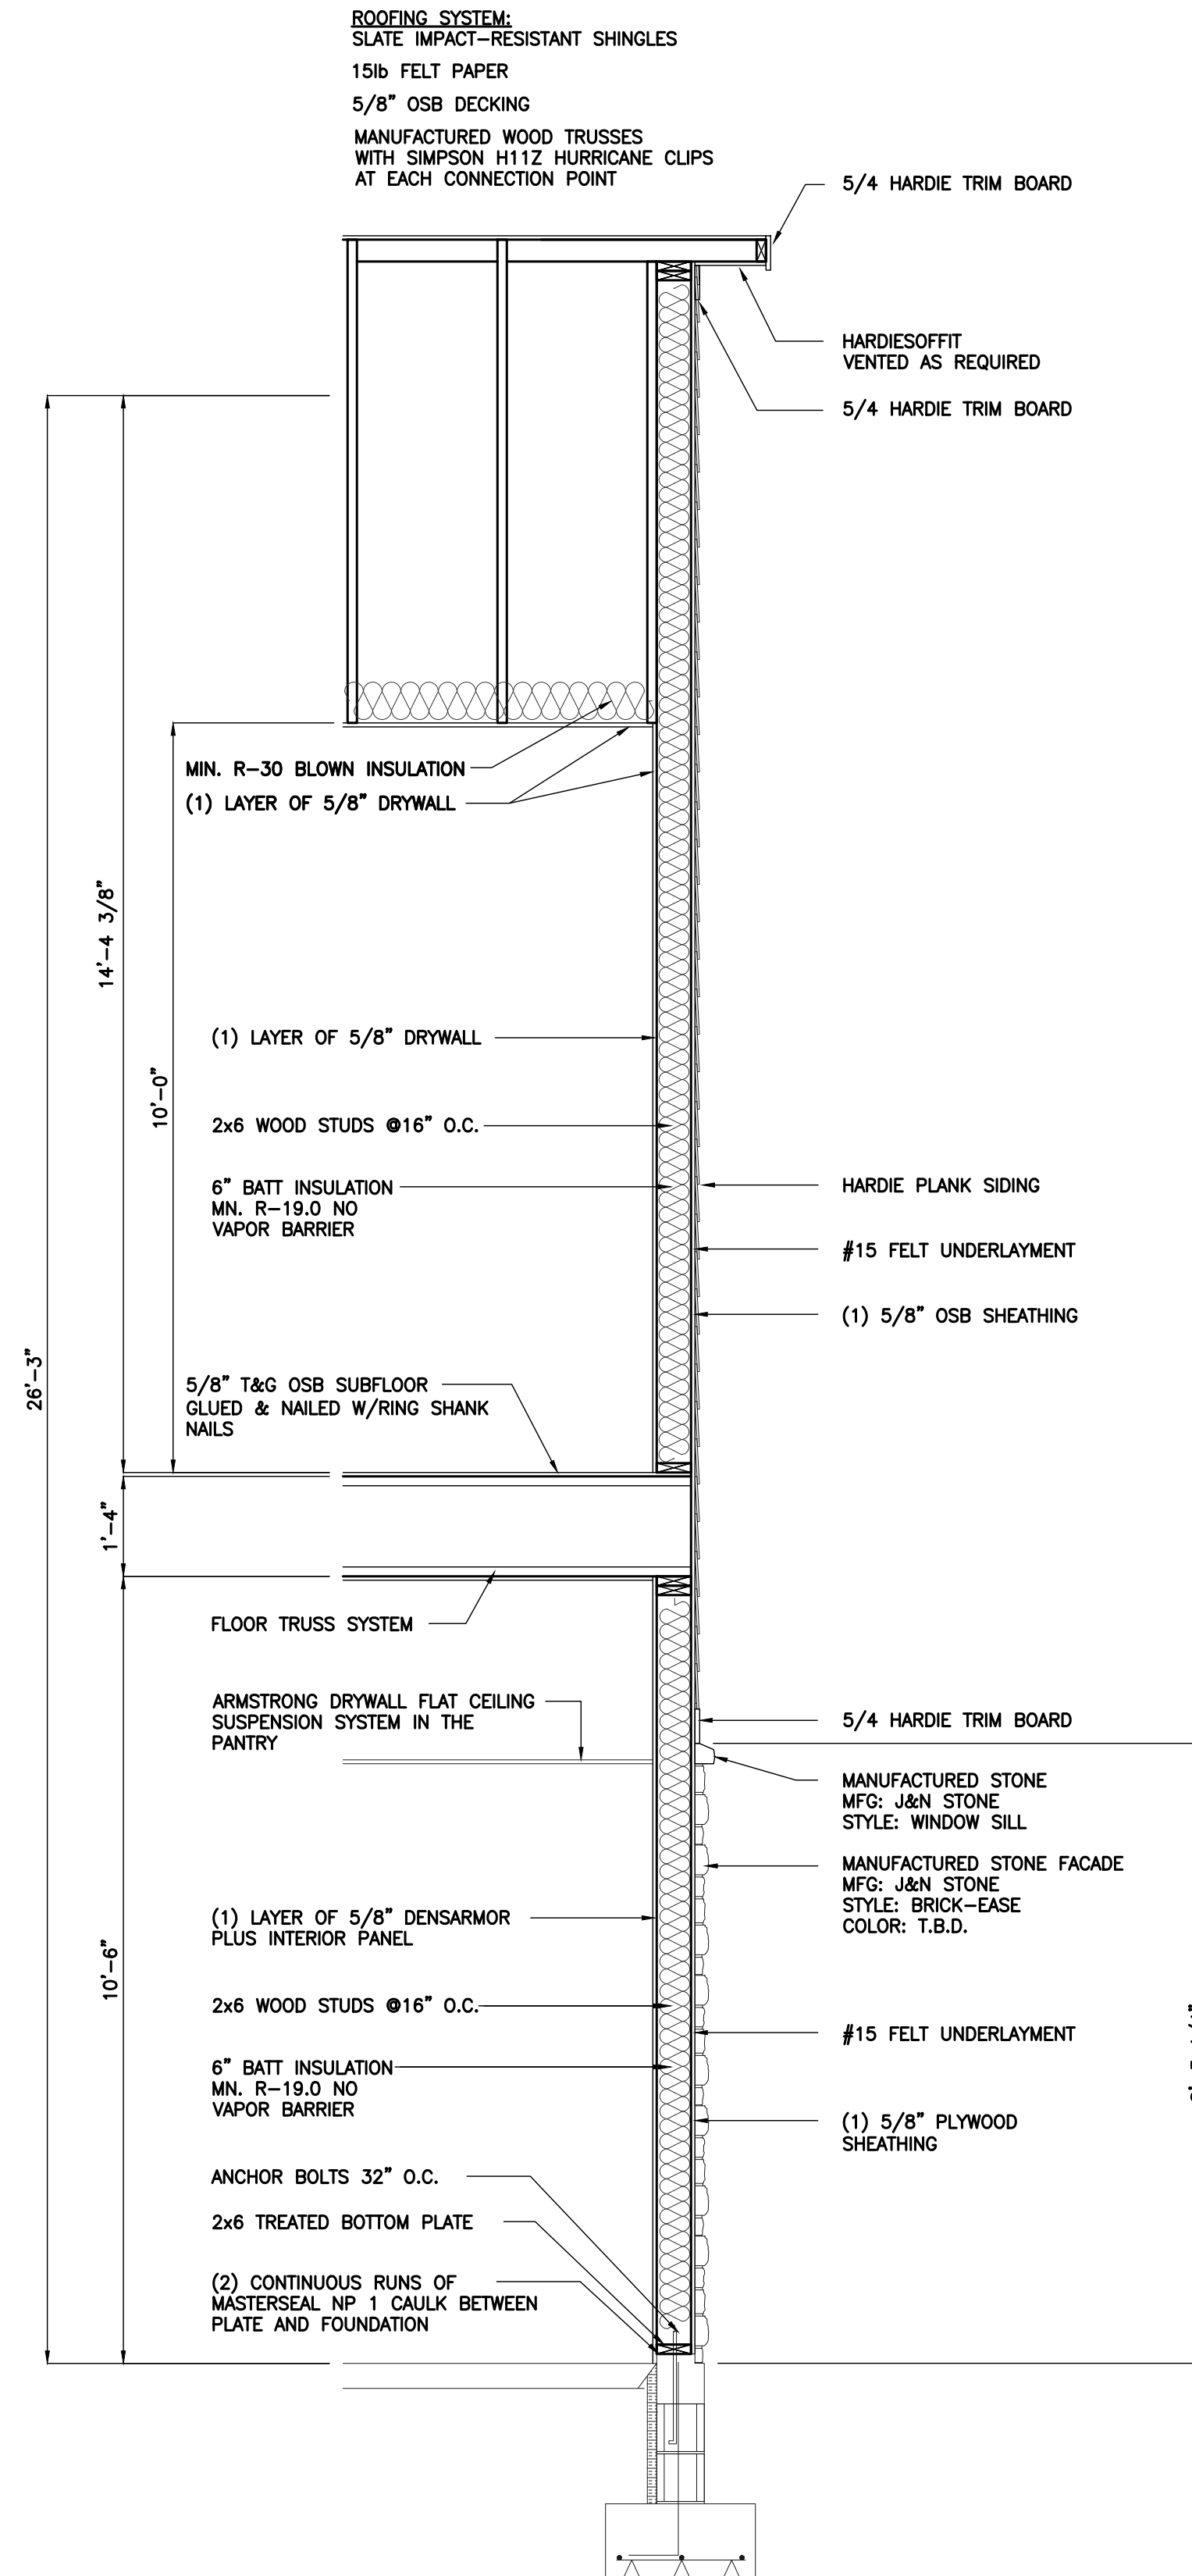 ROOFING SYSTEM:
SLATE IMPACT-RESISTANT SHINGLES
15lb FELT PAPER
5/8" OSB DECKING
MANUFACTURED WOOD TRUSSES
WITH SIMPSON H11Z HURRICANE CLIPS
AT EACH CONNECTION POINT
5/4 HARDIE TRIM BOARD
HARDIESOFFIT
VENTED AS REQUIRED
5/4 HARDIE TRIM BOARD
MIN. R-30 BLOWN INSULATION
(1) LAYER OF 5/8" DRYWALL
14'-4 3/8"
10'-0"
26'-3"
(1) LAYER OF 5/8" DRYWALL
2x6 WOOD STUDS @16" O.C.
6" BATT INSULATION
MN. R-19.0 NO
VAPOR BARRIER
HARDIE PLANK SIDING
#15 FELT UNDERLAYMENT
(1) 5/8" OSB SHEATHING
5/8" T&G OSB SUBFLOOR
GLUED & NAILED W/RING SHANK
NAILS
1'-4"
FLOOR TRUSS SYSTEM
ARMSTRONG DRYWALL FLAT CEILING
SUSPENSION SYSTEM IN THE
PANTRY
5/4 HARDIE TRIM BOARD
MANUFACTURED STONE
MFG: J&N STONE
STYLE: WINDOW SILL
MANUFACTURED STONE FACADE
MFG: J&N STONE
STYLE: BRICK-EASE
COLOR: T.B.D.
(1) LAYER OF 5/8" DENSARMOR
PLUS INTERIOR PANEL
10'-6"
2x6 WOOD STUDS @16" O.C.
6" BATT INSULATION
MN. R-19.0 NO
VAPOR BARRIER
#15 FELT UNDERLAYMENT
(1) 5/8" PLYWOOD
SHEATHING
ANCHOR BOLTS 32" O.C.
2x6 TREATED BOTTOM PLATE
(2) CONTINUOUS RUNS OF
MASTERSEAL NP 1 CAULK BETWEEN
PLATE AND FOUNDATION